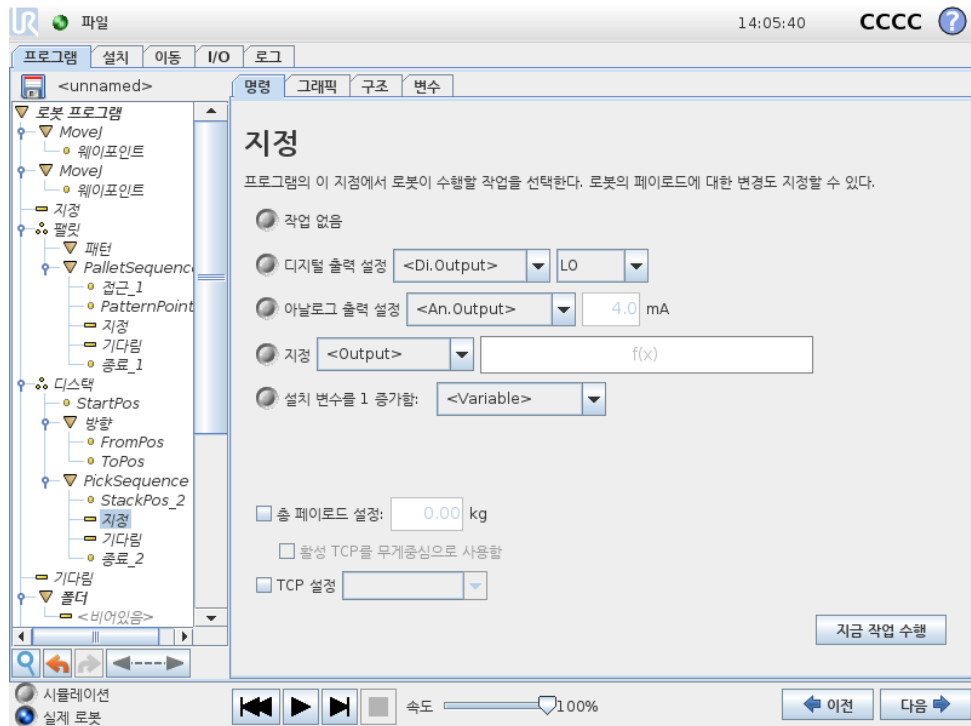 UR 파일 14:05:40 CCCC ?
프로그램 설치 이동 I/O 로그
<unnamed>
명령 그래픽 구조 변수
로봇 프로그램
MoveJ
웨이포인트
MoveJ
웨이포인트
지정
팔릿
패턴
PalletSequenc
접근_1
PatternPoint
지정
기다림
종료_1
디스택
StartPos
방향
FromPos
ToPos
PickSequence
StackPos_2
지정
기다림
종료_2
기다림
폴더
<비어있음>
지정
프로그램의 이 지점에서 로봇이 수행할 작업을 선택한다. 로봇의 페이로드에 대한 변경도 지정할 수 있다.
작업 없음
디지털 출력 설정 <Di.Output> LO
아날로그 출력 설정 <An.Output> 4.0 mA
지정 <Output> f(x)
설치 변수를 1 증가함: <Variable>
총 페이로드 설정: 0.00 kg
활성 TCP를 무게중심으로 사용함
TCP 설정
지금 작업 수행
시뮬레이션
실제 로봇
속도 100%
이전 다음